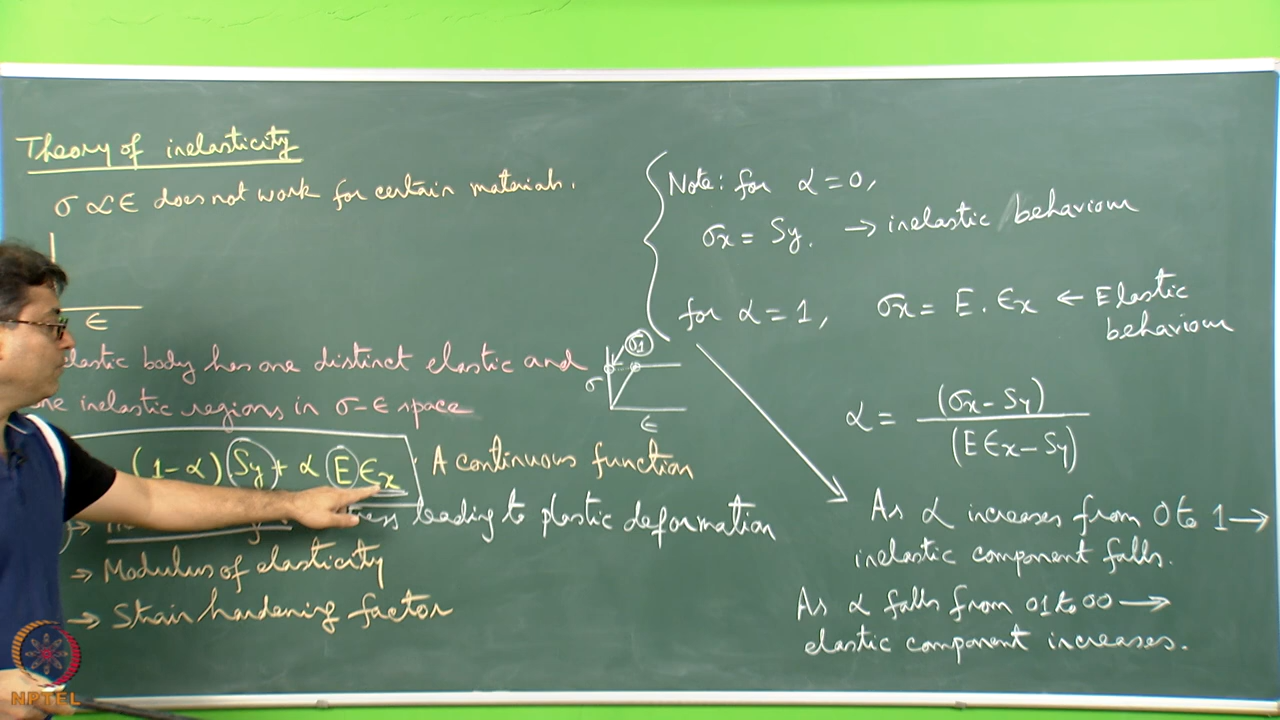 Theory of inelasticity
σ ∝ ϵ does not work for certain materials.
ϵ
elastic body has one distinct elastic and
inelastic regions in σ-ϵ space
σ
01
ϵ
(1-α) Sy + α E ϵx
A continuous function
leading to plastic deformation
→ Modulus of elasticity
→ Strain hardening factor
Note: for α = 0,
σx = Sy. → inelastic behaviour
for α = 1, σx = E. ϵx ← Elastic
behaviour
α = (σx - Sy)
(E ϵx - Sy)
As α increases from 0 to 1 →
inelastic component falls.
As α falls from 01 to 00 →
elastic component increases.
NPTEL